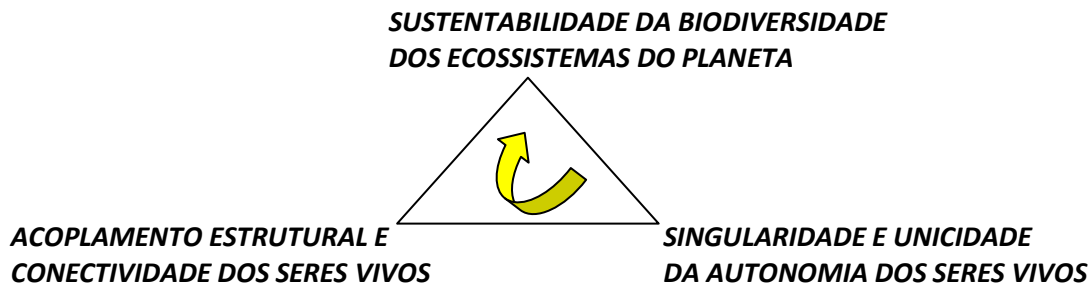 SUSTENTABILIDADE DA BIODIVERSIDADE
DOS ECOSSISTEMAS DO PLANETA
ACOPLAMENTO ESTRUTURAL E
CONECTIVIDADE DOS SERES VIVOS
SINGULARIDADE E UNICIDADE
DA AUTONOMIA DOS SERES VIVOS